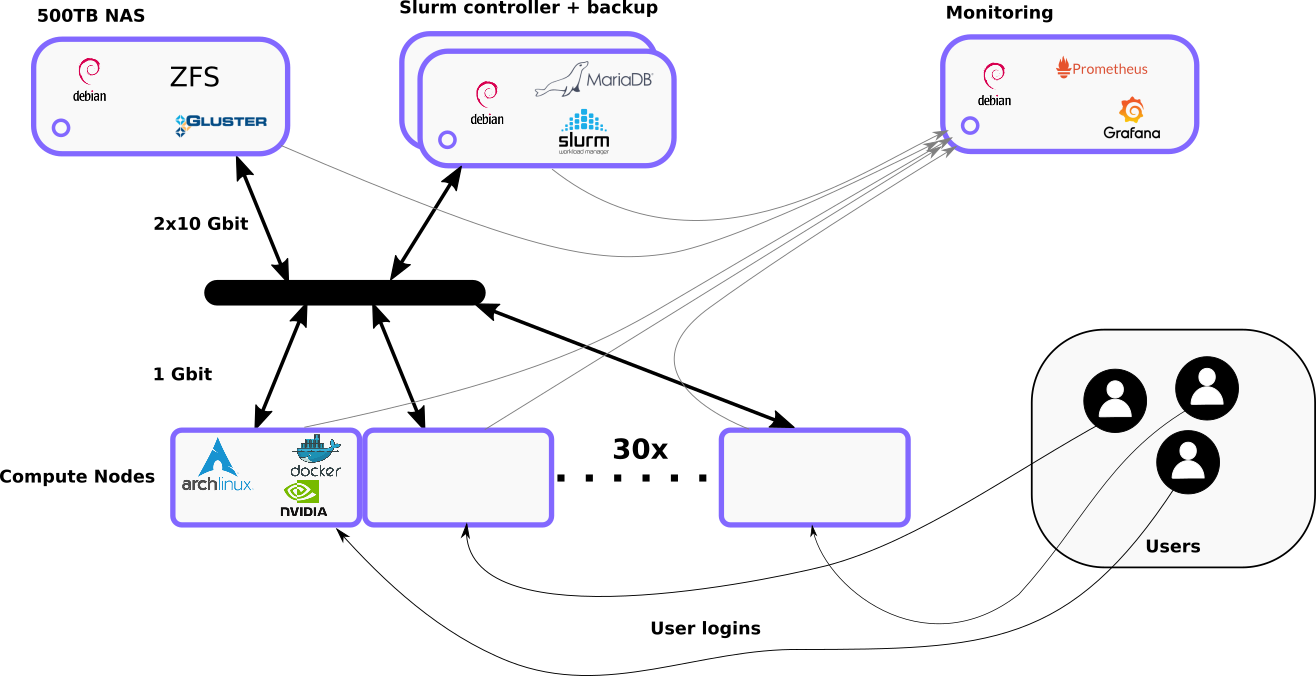 500TB NAS
Slurm controller + backup
Monitoring
debian
ZFS
GLUSTER
debian
MariaDB
slurm
workload manager
debian
Prometheus
Grafana
2x10 Gbit
1 Gbit
Compute Nodes
archlinux
docker
NVIDIA
30x
Users
User logins